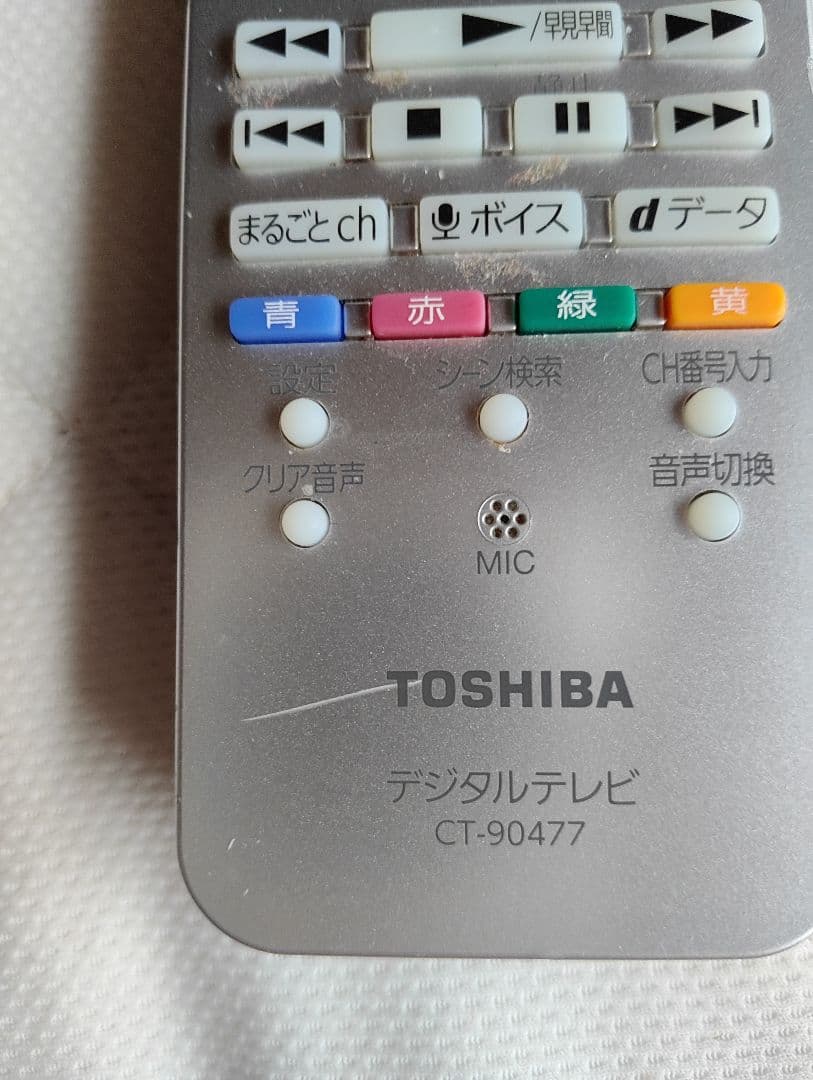 /早見早聞
静止
まるごとch ボイス dデータ
青 赤 緑 黄
設定 シーン検索 CH番号入力
クリア音声 音声切換
MIC
TOSHIBA
デジタルテレビ
CT-90477